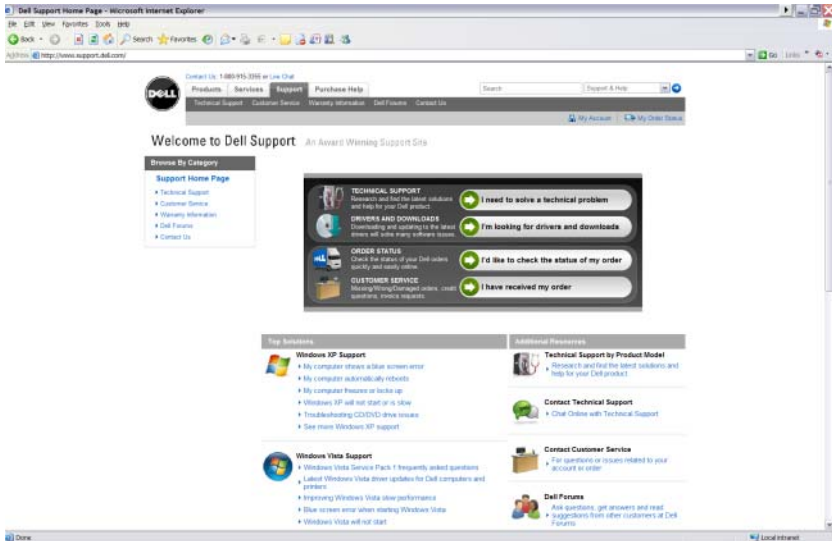 Dell Support Home Page - Microsoft Internet Explorer
File Edit View Favorites Tools Help
Back Search Favorites
Address http://www.support.dell.com/ Go Links
Contact Us: or Live Chat
DELL
Products Services Support Purchase Help Search Support & Help
Technical Support Customer Service Warranty Information Dell Forums Contact Us
My Account My Order Status
Welcome to Dell Support An Award Winning Support Site
Browse By Category
Support Home Page
Technical Support
Customer Service
Warranty Information
Dell Forums
Contact Us
TECHNICAL SUPPORT
Research and find the latest solutions
and help for your Dell product.
I need to solve a technical problem
DRIVERS AND DOWNLOADS
Downloading and updating to the latest
drivers will solve many software issues.
I'm looking for drivers and downloads
ORDER STATUS
Check the status of your Dell orders
quickly and easily online.
I'd like to check the status of my order
CUSTOMER SERVICE
Missing/Wrong/Damaged orders, credit
questions, invoice requests.
I have received my order
Top Solutions
Windows XP Support
My computer shows a blue screen error
My computer automatically reboots
My computer freezes or locks up
Windows XP will not start or is slow
Troubleshooting CD/DVD drive issues
See more Windows XP support
Windows Vista Support
Windows Vista Service Pack 1 frequently asked questions
Latest Windows Vista driver updates for Dell computers and
printers
Improving Windows Vista slow performance
Blue screen error when starting Windows Vista
Windows Vista will not start
Additional Resources
Technical Support by Product Model
Research and find the latest solutions and
help for your Dell product
Contact Technical Support
Chat Online with Technical Support
Contact Customer Service
For questions or issues related to your
account or order
Dell Forums
Ask questions, get answers and read
suggestions from other customers at Dell
Forums
Done Local intranet